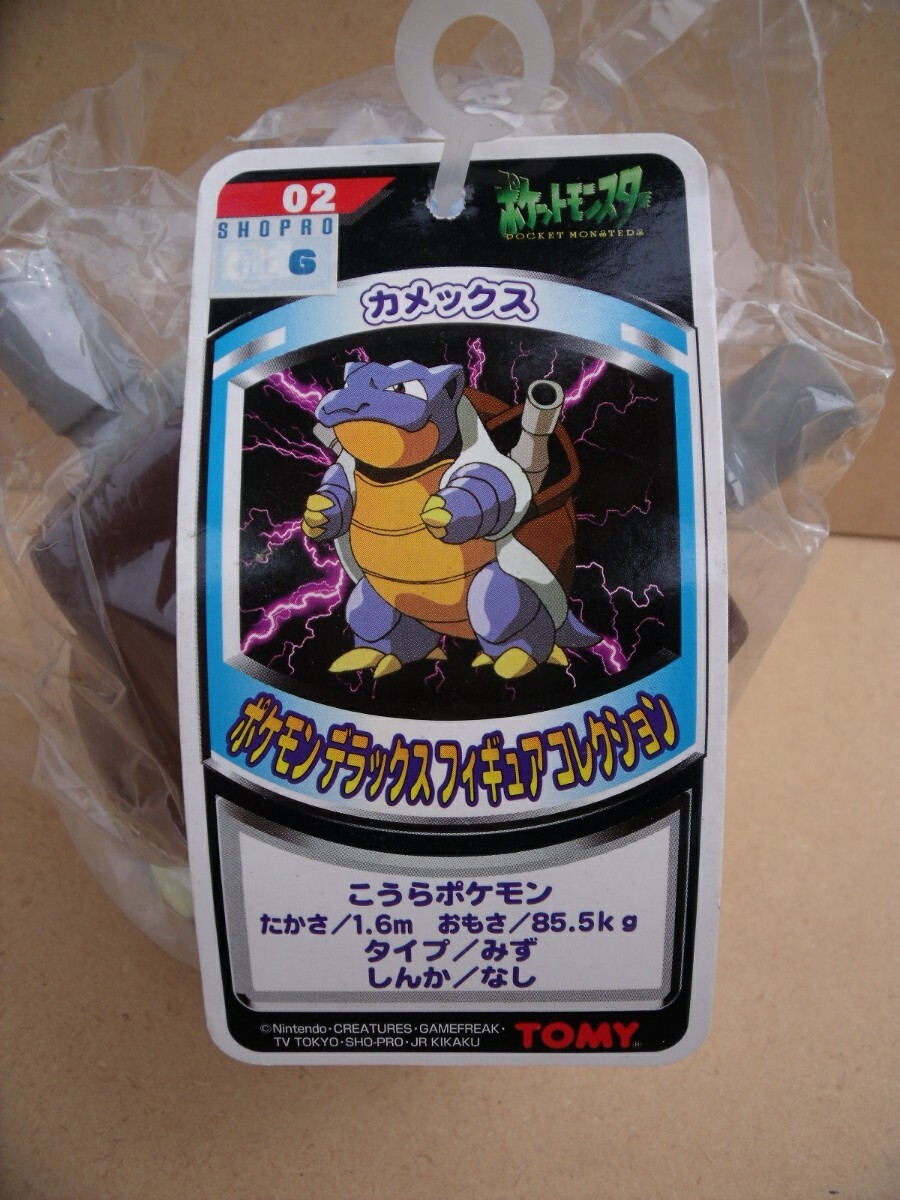 02
SHOPRO
G
ポケットモンスター
POCKET MONSTERS
カメックス
ポケモン デラックス フィギュア コレクション
こうらポケモン
たかさ/1.6m おもさ/85.5kg
タイプ/みず
しんか/なし
©Nintendo・CREATURES・GAMEFREAK・
TV TOKYO・SHO-PRO・JR KIKAKU
TOMY